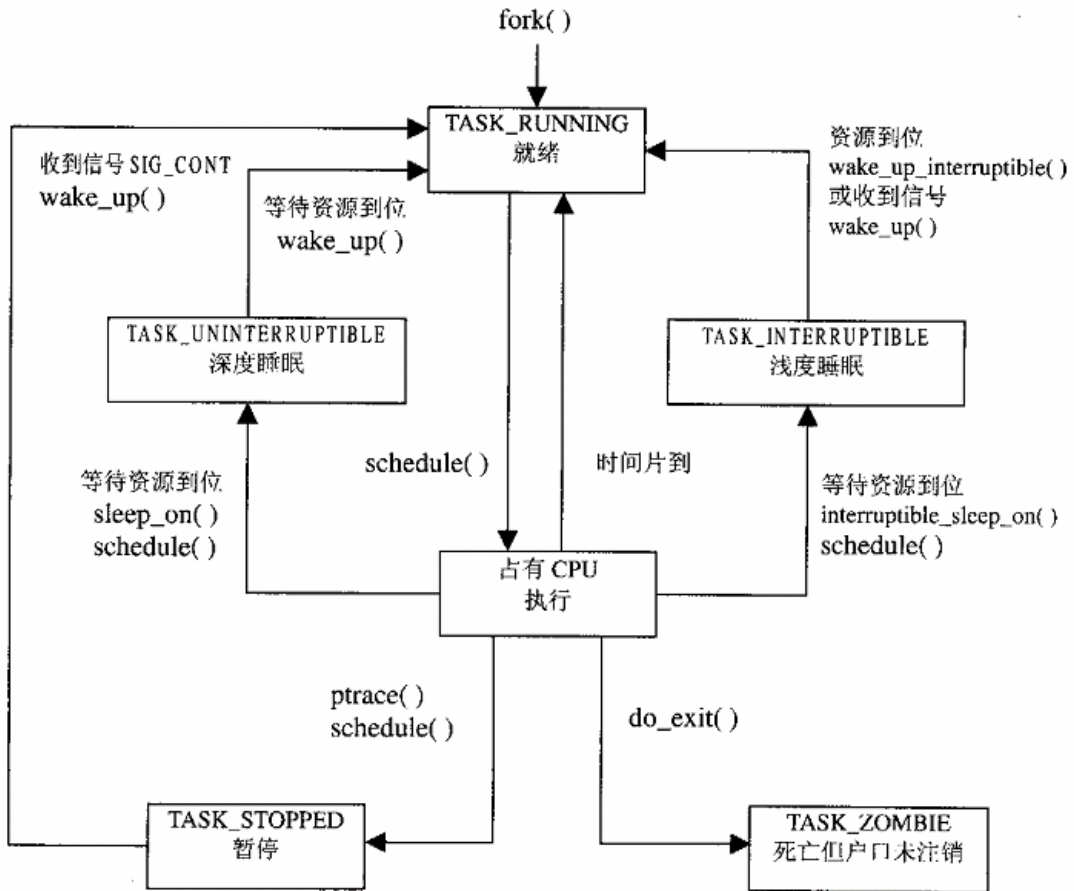 fork( )
TASK_RUNNING
就绪
收到信号 SIG_CONT
wake_up( )
等待资源到位
wake_up( )
资源到位
wake_up_interruptible( )
或收到信号
wake_up( )
TASK_UNINTERRUPTIBLE
深度睡眠
TASK_INTERRUPTIBLE
浅度睡眠
schedule( )
时间片到
等待资源到位
sleep_on( )
schedule( )
等待资源到位
interruptible_sleep_on( )
schedule( )
占有 CPU
执行
ptrace( )
schedule( )
do_exit( )
TASK_STOPPED
暂停
TASK_ZOMBIE
死亡但户口未注销